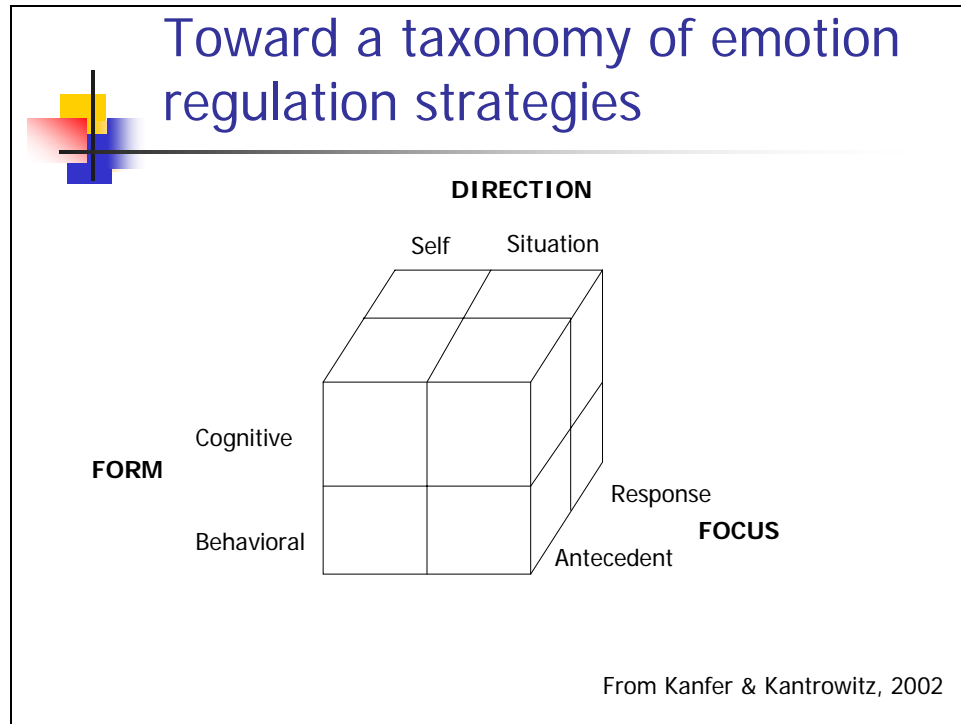 Toward a taxonomy of emotion
regulation strategies
DIRECTION
Self
Situation
Cognitive
FORM
Behavioral
Response
FOCUS
Antecedent
From Kanfer & Kantrowitz, 2002